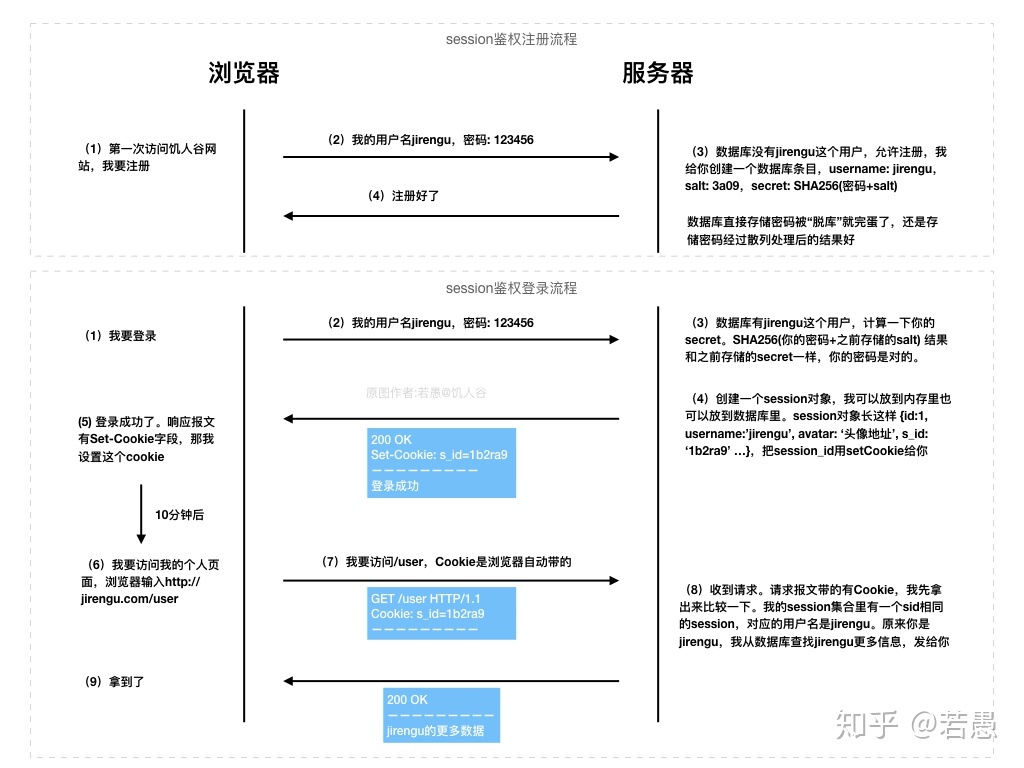 session鉴权注册流程
浏览器
服务器
（1）第一次访问饥人谷网
站，我要注册
（2）我的用户名jirengu，密码: 123456
（3）数据库没有jirengu这个用户，允许注册，我
给你创建一个数据库条目，username: jirengu，
salt: 3a09，secret: SHA256(密码+salt)
（4）注册好了
数据库直接存储密码被“脱库”就完蛋了，还是存
储密码经过散列处理后的结果好
session鉴权登录流程
（1）我要登录
（2）我的用户名jirengu，密码: 123456
（3）数据库有jirengu这个用户，计算一下你的
secret。SHA256(你的密码+之前存储的salt) 结果
和之前存储的secret一样，你的密码是对的。
原图作者:若愚@饥人谷
（4）创建一个session对象，我可以放到内存里也
可以放到数据库里。session对象长这样 {id:1,
username:’jirengu’, avatar: ‘头像地址’, s_id:
‘1b2ra9’ …}，把session_id用setCookie给你
(5) 登录成功了。响应报文
有Set-Cookie字段，那我
设置这个cookie
200 OK
Set-Cookie: s_id=1b2ra9
－－－－－－－－－
登录成功
10分钟后
（6）我要访问我的个人页
面，浏览器输入http://
jirengu.com/user
（7）我要访问/user，Cookie是浏览器自动带的
GET /user HTTP/1.1
Cookie: s_id=1b2ra9
－－－－－－－－－
（8）收到请求。请求报文带的有Cookie，我先拿
出来比较一下。我的session集合里有一个sid相同
的session，对应的用户名是jirengu。原来你是
jirengu，我从数据库查找jirengu更多信息，发给你
（9）拿到了
200 OK
－－－－－－－－－
jirengu的更多数据
知乎 @若愚